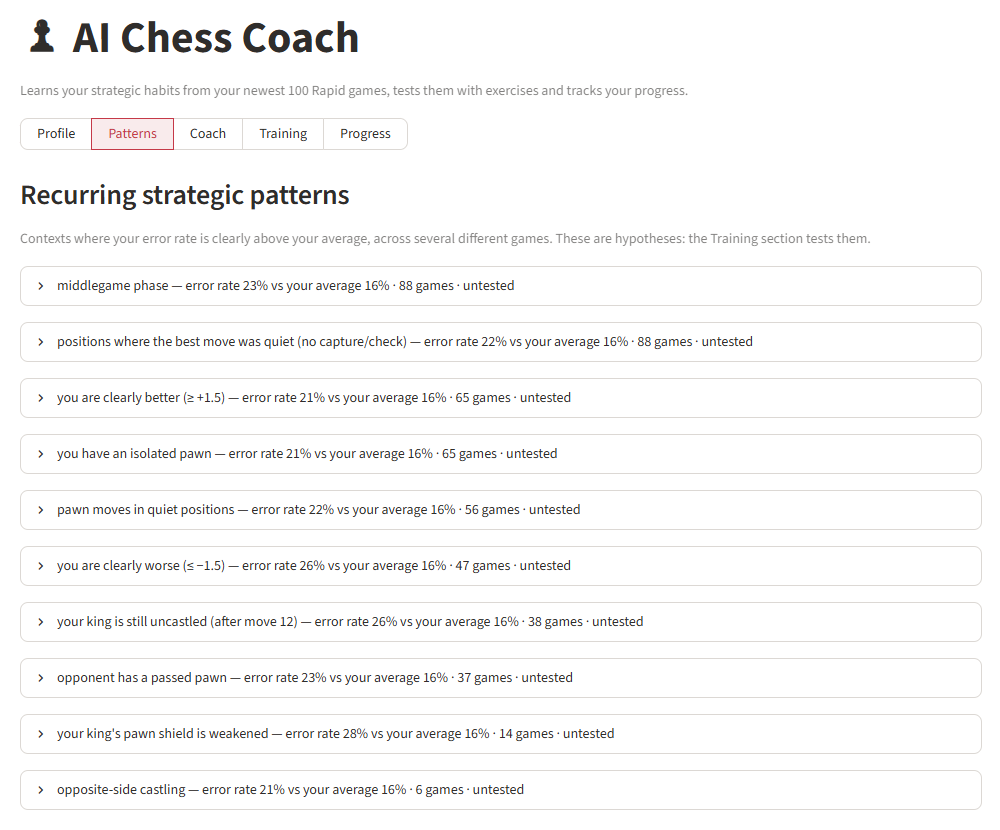 AI Chess Coach
Learns your strategic habits from your newest 100 Rapid games, tests them with exercises and tracks your progress.
Profile
Patterns
Coach
Training
Progress
Recurring strategic patterns
Contexts where your error rate is clearly above your average, across several different games. These are hypotheses: the Training section tests them.
middlegame phase — error rate 23% vs your average 16% · 88 games · untested
positions where the best move was quiet (no capture/check) — error rate 22% vs your average 16% · 88 games · untested
you are clearly better (≥ +1.5) — error rate 21% vs your average 16% · 65 games · untested
you have an isolated pawn — error rate 21% vs your average 16% · 65 games · untested
pawn moves in quiet positions — error rate 22% vs your average 16% · 56 games · untested
you are clearly worse (≤ −1.5) — error rate 26% vs your average 16% · 47 games · untested
your king is still uncastled (after move 12) — error rate 26% vs your average 16% · 38 games · untested
opponent has a passed pawn — error rate 23% vs your average 16% · 37 games · untested
your king's pawn shield is weakened — error rate 28% vs your average 16% · 14 games · untested
opposite-side castling — error rate 21% vs your average 16% · 6 games · untested